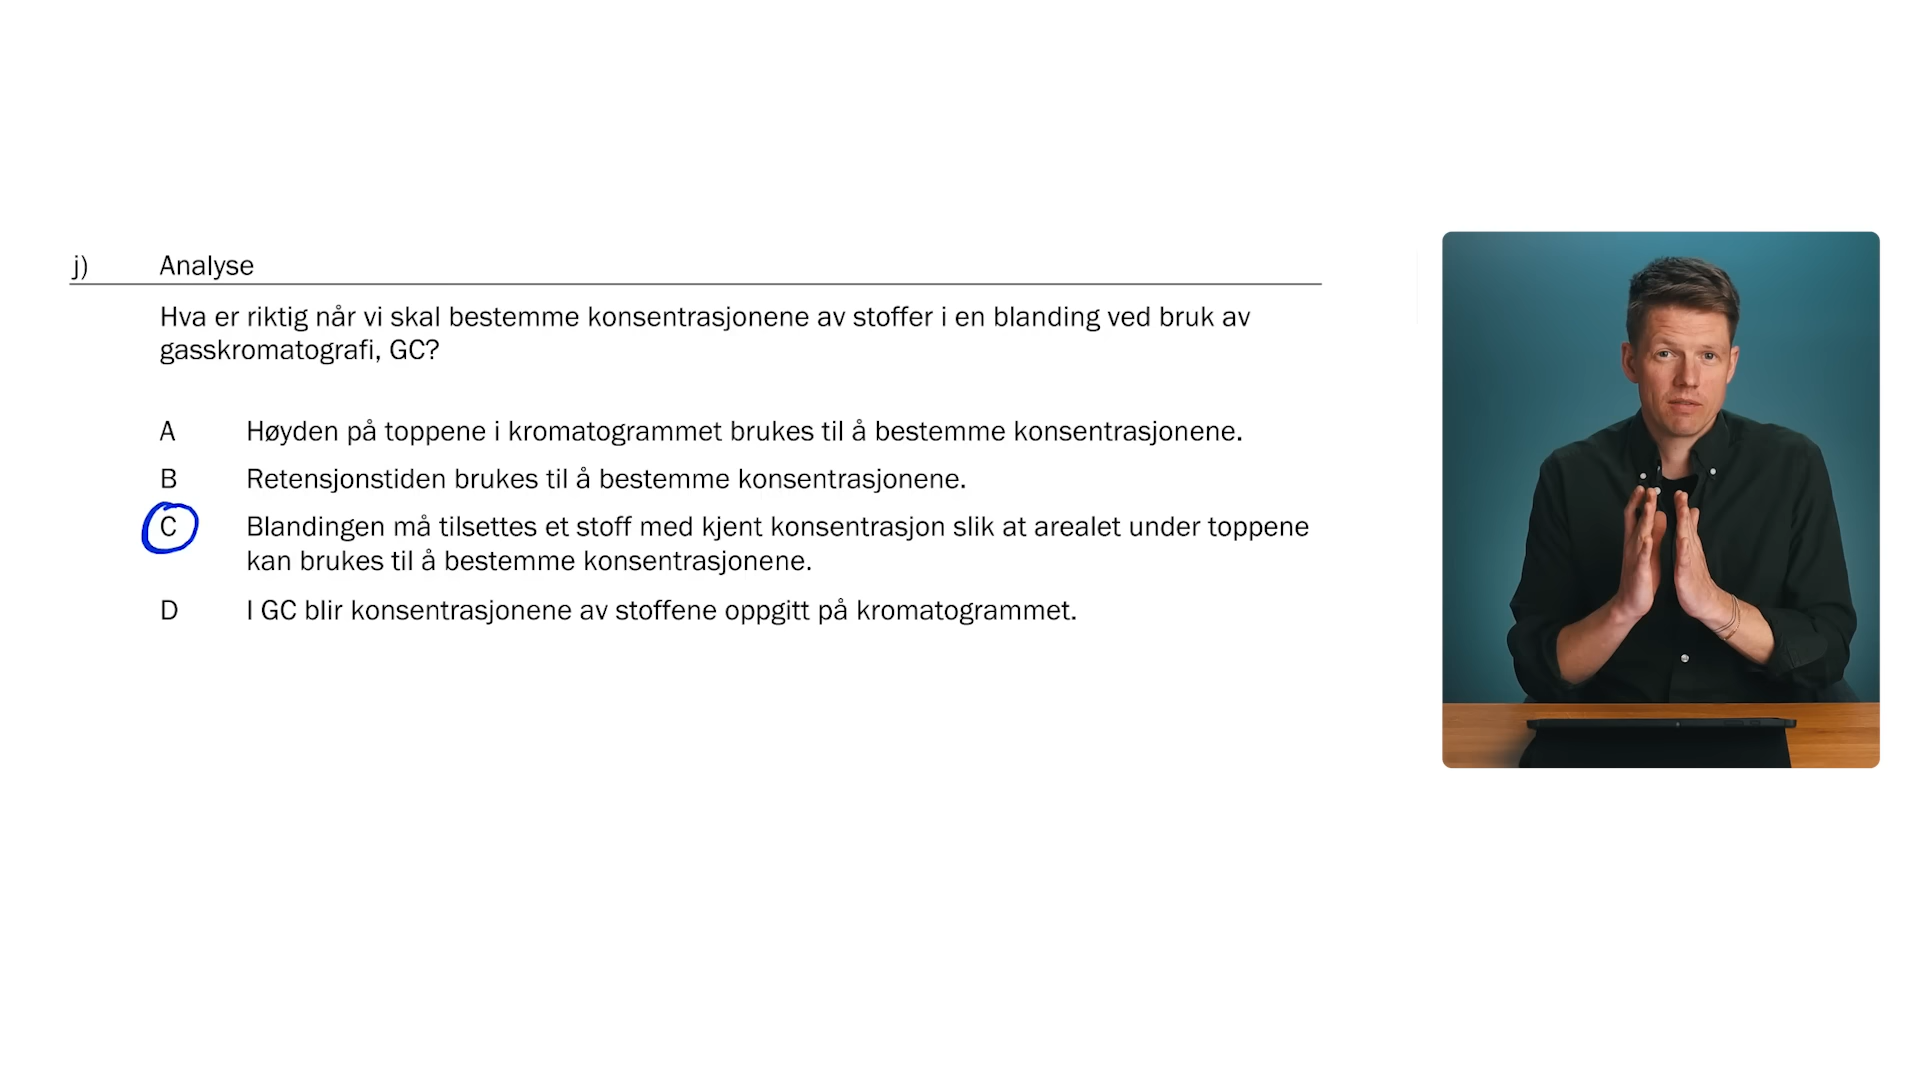 j) Analyse
Hva er riktig når vi skal bestemme konsentrasjonene av stoffer i en blanding ved bruk av
gasskromatografi, GC?
A Høyden på toppene i kromatogrammet brukes til å bestemme konsentrasjonene.
B Retensjonstiden brukes til å bestemme konsentrasjonene.
C Blandingen må tilsettes et stoff med kjent konsentrasjon slik at arealet under toppene
kan brukes til å bestemme konsentrasjonene.
D I GC blir konsentrasjonene av stoffene oppgitt på kromatogrammet.